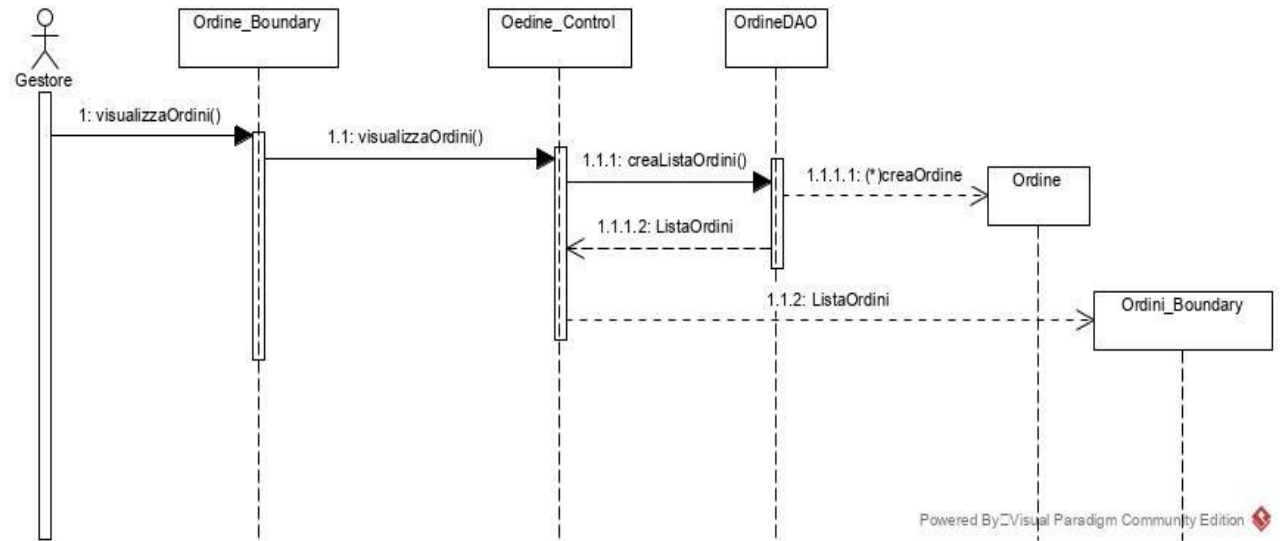 Ordine_Boundary
Oedine_Control
OrdineDAO
Gestore
1: visualizzaOrdini()
1.1: visualizzaOrdini()
1.1.1: creaListaOrdini()
1.1.1.1: (*)creaOrdine
Ordine
1.1.1.2: ListaOrdini
1.1.2: ListaOrdini
Ordini_Boundary
Powered By□Visual Paradigm Community Edition